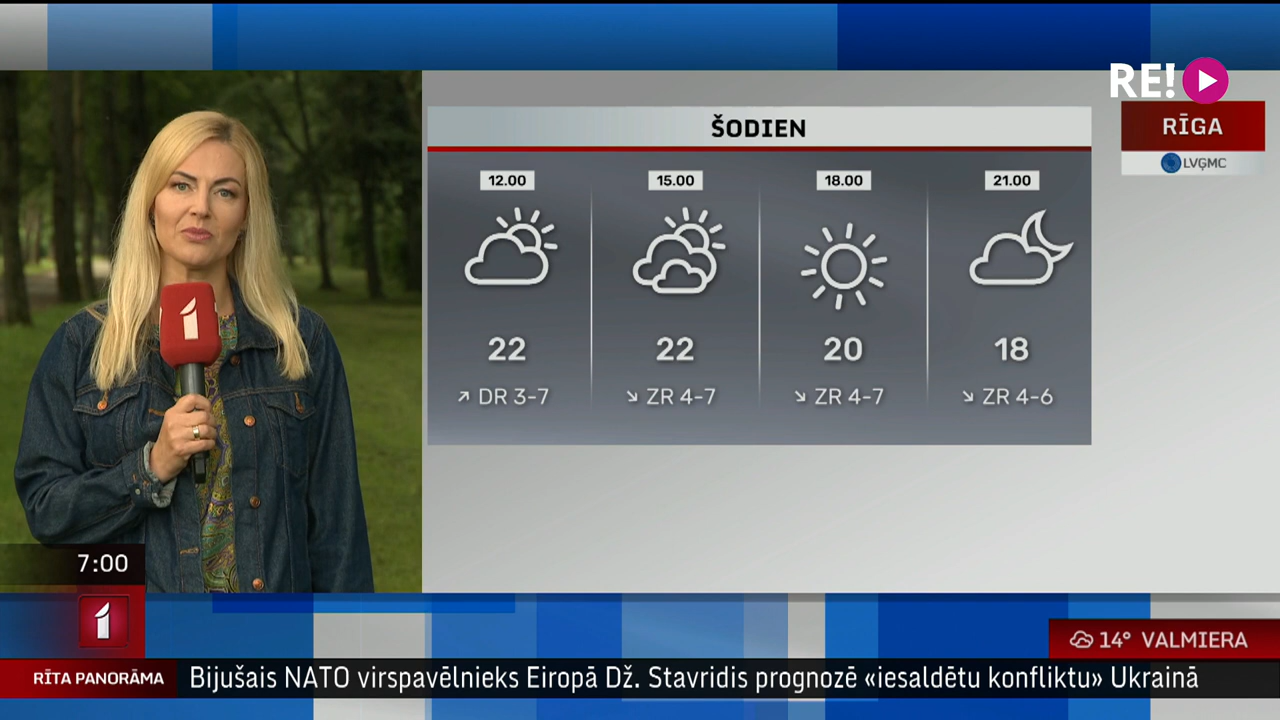 RE!
ŠODIEN
RĪGA
LVĢMC
12.00
15.00
18.00
21.00
22
22
20
18
DR 3-7
ZR 4-7
ZR 4-7
ZR 4-6
1
7:00
1
14° VALMIERA
RĪTA PANORĀMA
Bijušais NATO virspavēlnieks Eiropā Dž. Stavridis prognozē «iesaldētu konfliktu» Ukrainā